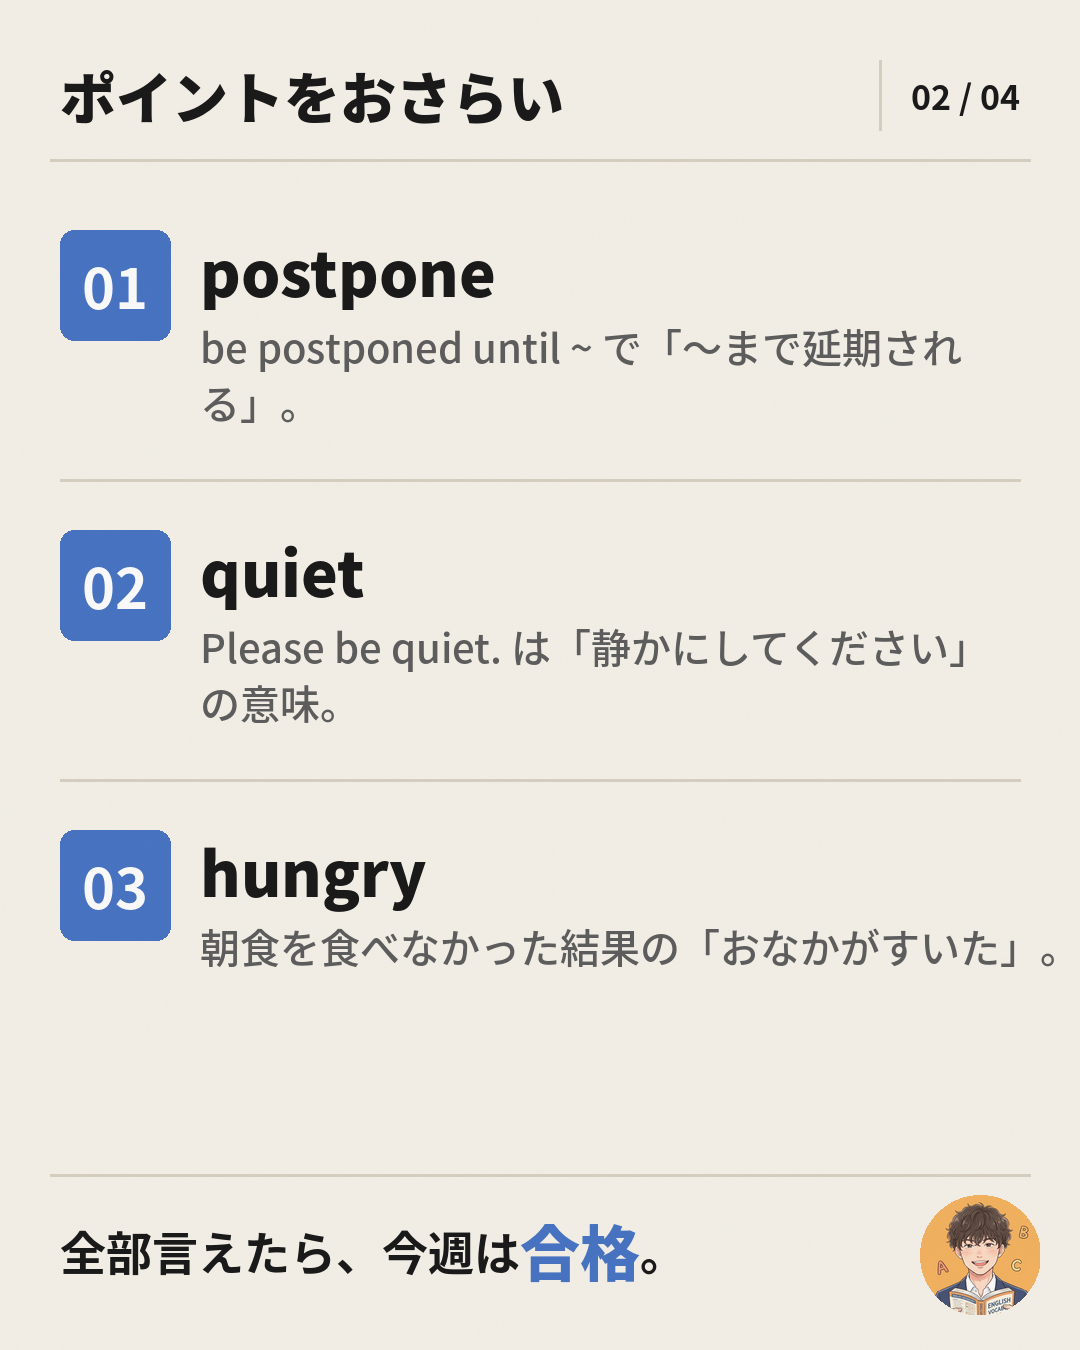 ポイントをおさらい
02 / 04
01
postpone
be postponed until ~ で「〜まで延期され
る」。
02
quiet
Please be quiet. は「静かにしてください」
の意味。
03
hungry
朝食を食べなかった結果の「おなかがすいた」。
全部言えたら、今週は合格。
A
B
C
ENGLISH